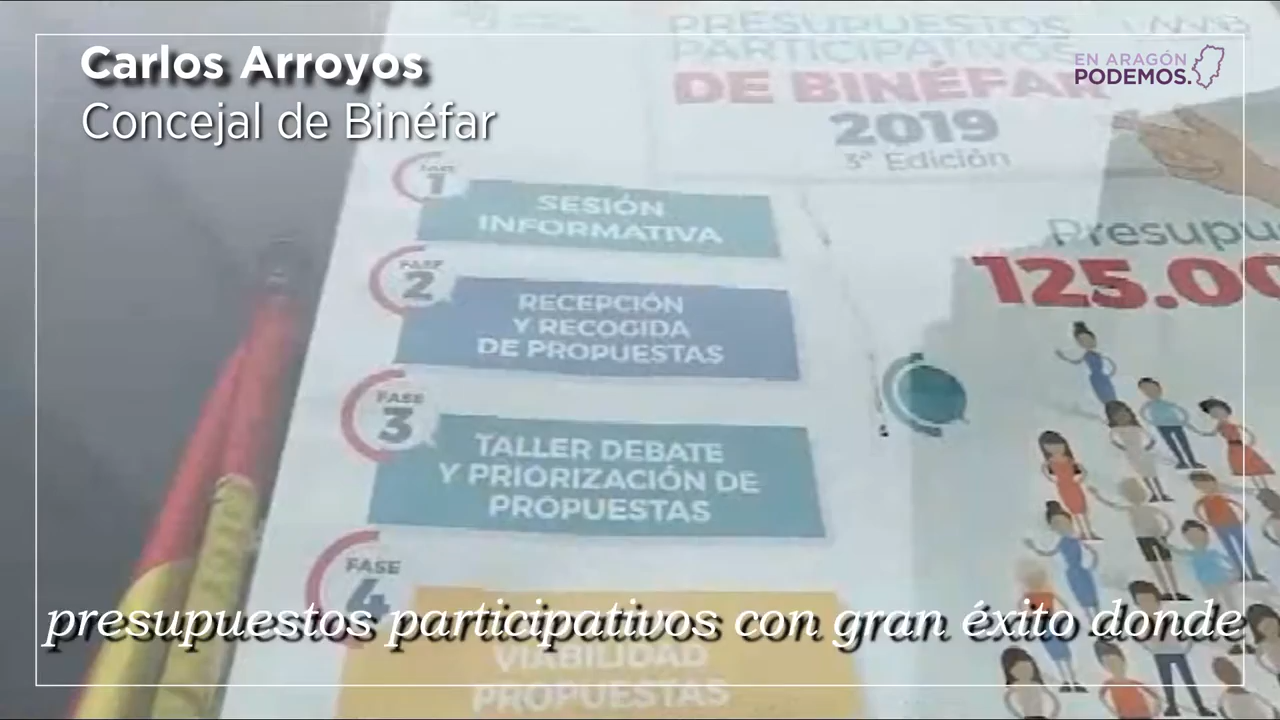 Carlos Arroyos
Concejal de Binéfar
PRESUPUESTOS
PARTICIPATIVOS
DE BINÉFAR
2019
3ª Edición
EN ARAGÓN
PODEMOS.
FASE
1
SESIÓN
INFORMATIVA
FASE
2
RECEPCIÓN
Y RECOGIDA
DE PROPUESTAS
FASE
3
TALLER DEBATE
Y PRIORIZACIÓN DE
PROPUESTAS
FASE
4
VIABILIDAD
PROPUESTAS
Presupu
125.00
presupuestos participativos con gran éxito donde